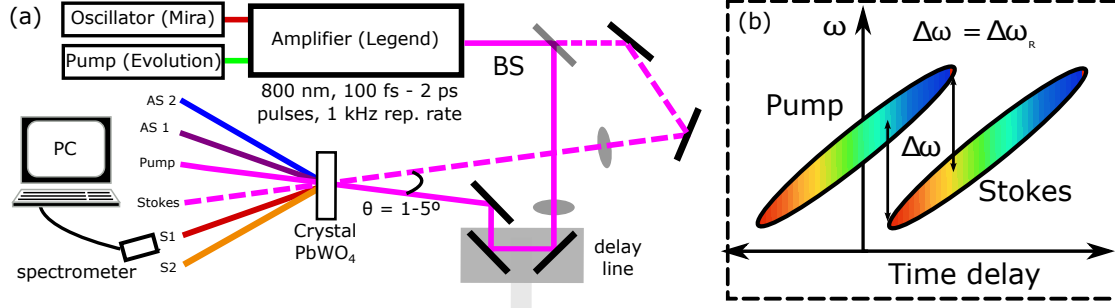 (a)
Oscillator (Mira)
Pump (Evolution)
Amplifier (Legend)
800 nm, 100 fs - 2 ps
pulses, 1 kHz rep. rate
BS
PC
AS 2
AS 1
Pump
Stokes
S1
S2
spectrometer
Crystal
PbWO4
θ = 1-5º
delay
line
(b)
ω
Δω = ΔωR
Pump
Δω
Stokes
Time delay